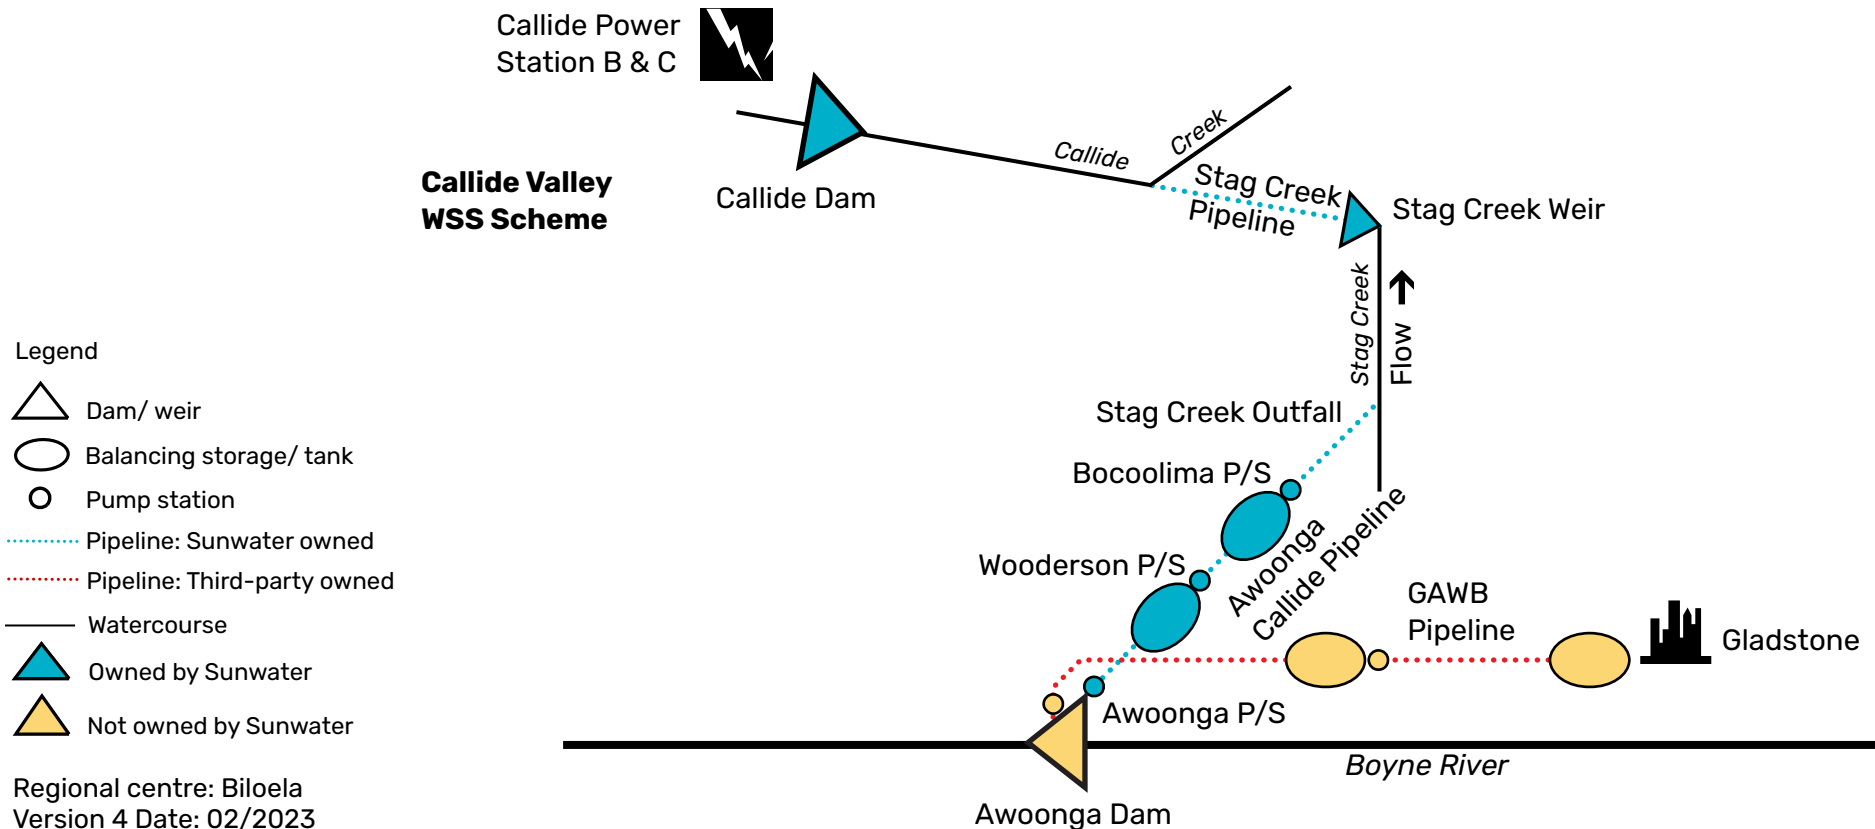 Callide Power
Station B & C
Callide Valley
WSS Scheme
Callide Dam
Callide
Creek
Stag Creek
Pipeline
Stag Creek Weir
Stag Creek
Flow
Stag Creek Outfall
Bocoolima P/S
Wooderson P/S
Awoonga
Callide Pipeline
GAWB
Pipeline
Gladstone
Awoonga P/S
Boyne River
Awoonga Dam
Legend
Dam/ weir
Balancing storage/ tank
Pump station
Pipeline: Sunwater owned
Pipeline: Third-party owned
Watercourse
Owned by Sunwater
Not owned by Sunwater
Regional centre: Biloela
Version 4 Date: 02/2023